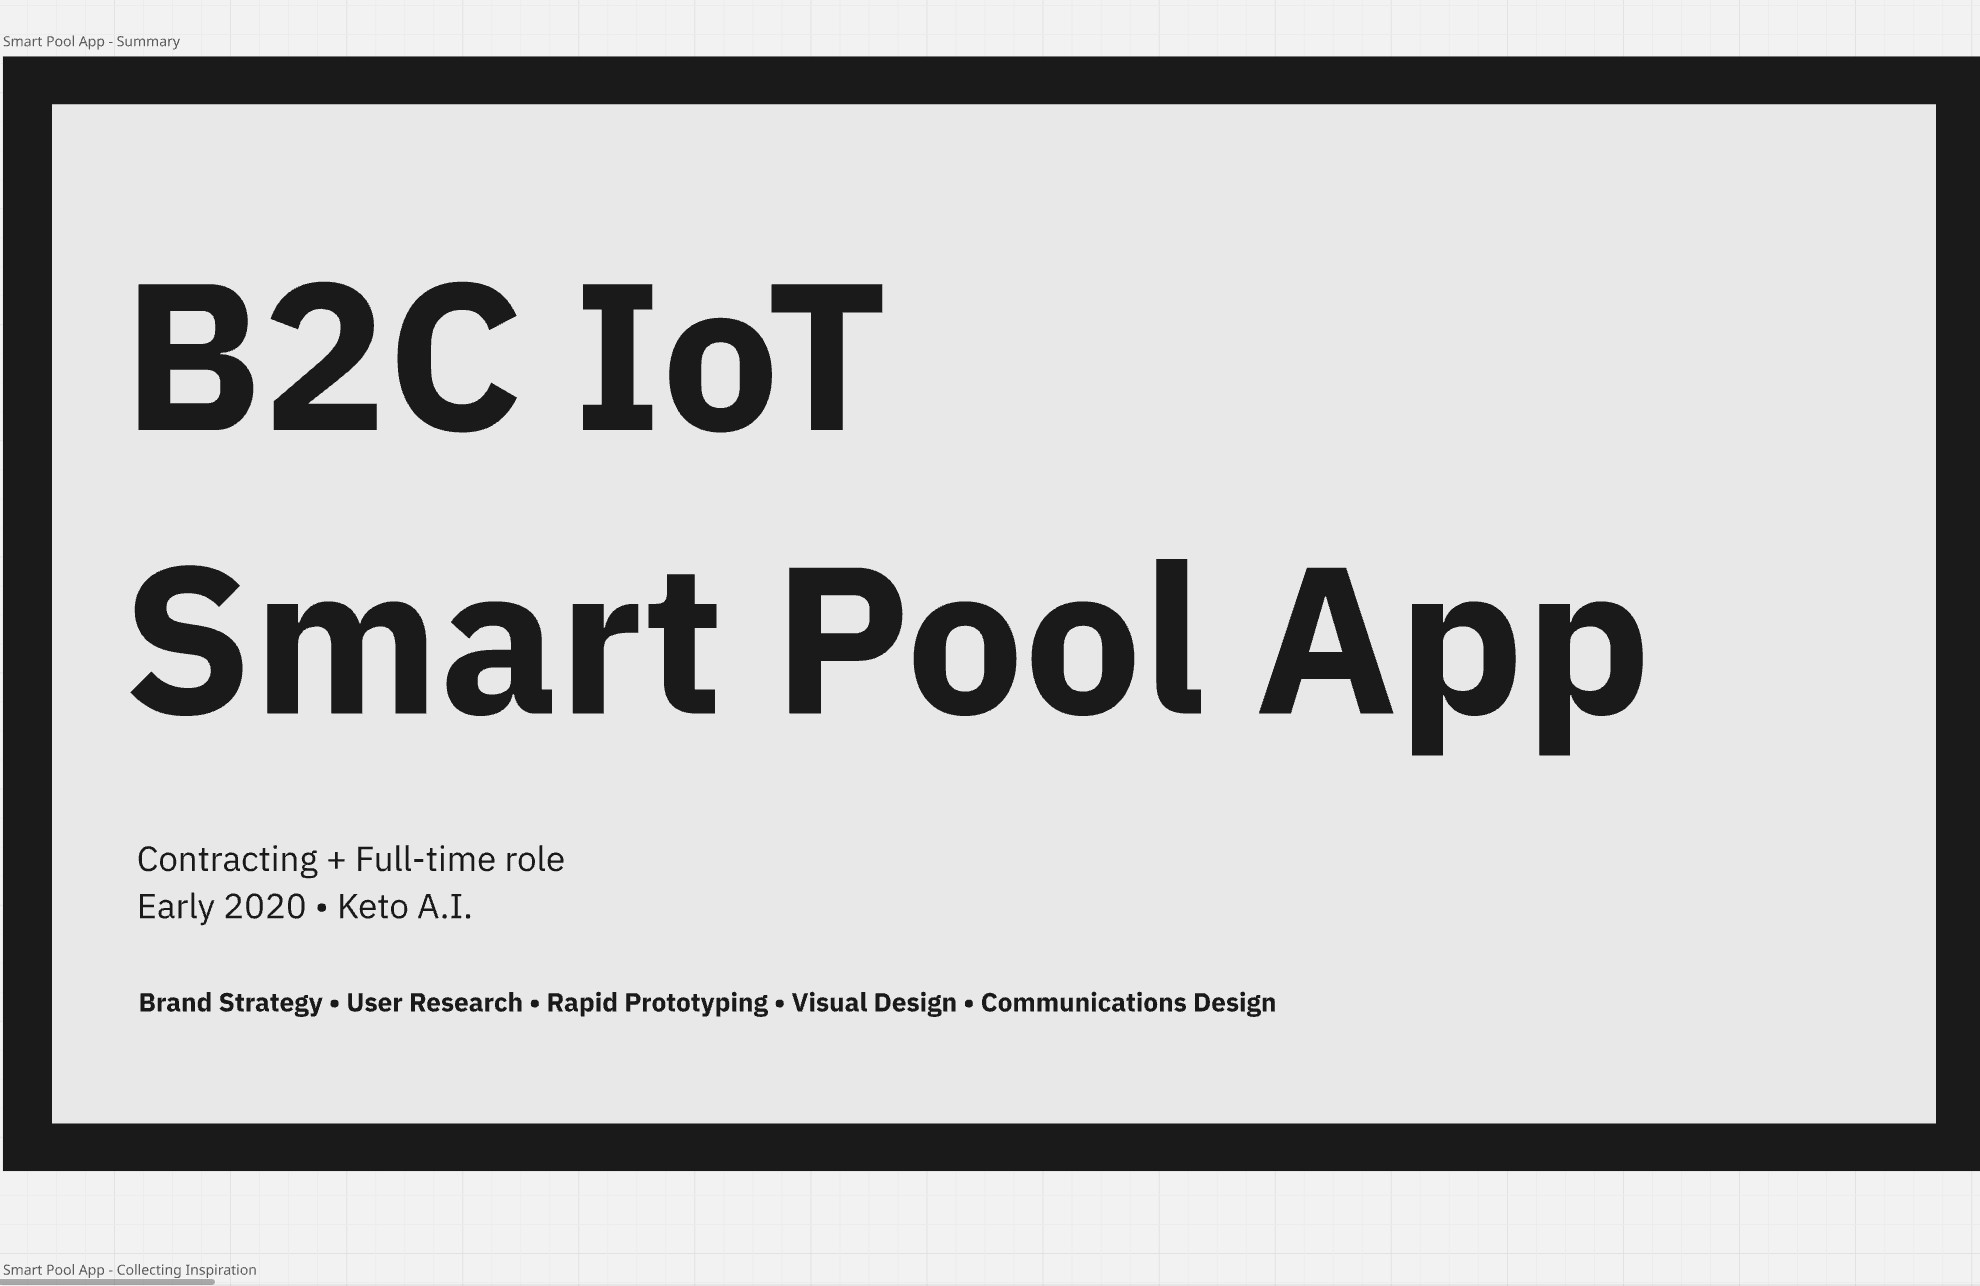 Smart Pool App - Summary
B2C IoT
Smart Pool App
Contracting + Full-time role
Early 2020 • Keto A.I.
Brand Strategy • User Research • Rapid Prototyping • Visual Design • Communications Design
Smart Pool App - Collecting Inspiration